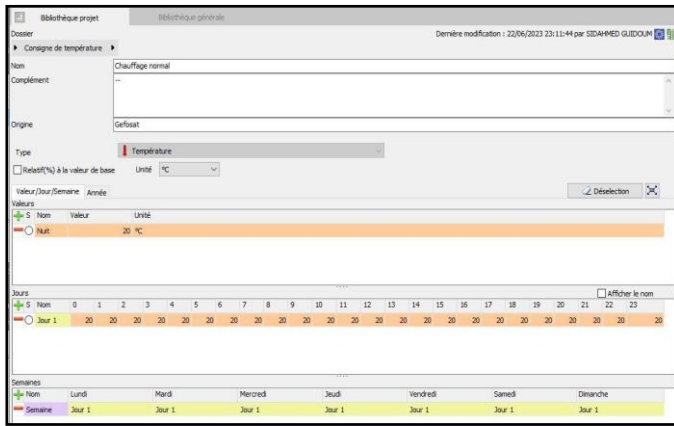 Bibliothèque projet Bibliothèque générale
Dossier Dernière modification : 22/06/2023 23:11:44 par SIDAHMED GUIDOUM
Consigne de température
Nom Chauffage normal
Complément --
Origine Gefosat
Type Température
Relatif(%) à la valeur de base Unité °C
Valeur/Jour/Semaine Année Déselection
Valeurs
S Nom Valeur Unité
Nuit 20 °C
Jours Afficher le nom
S Nom 0 1 2 3 4 5 6 7 8 9 10 11 12 13 14 15 16 17 18 19 20 21 22 23
Jour 1 20 20 20 20 20 20 20 20 20 20 20 20 20 20 20 20 20 20 20 20 20 20 20 20
Semaines
Nom Lundi Mardi Mercredi Jeudi Vendredi Samedi Dimanche
Semaine Jour 1 Jour 1 Jour 1 Jour 1 Jour 1 Jour 1 Jour 1